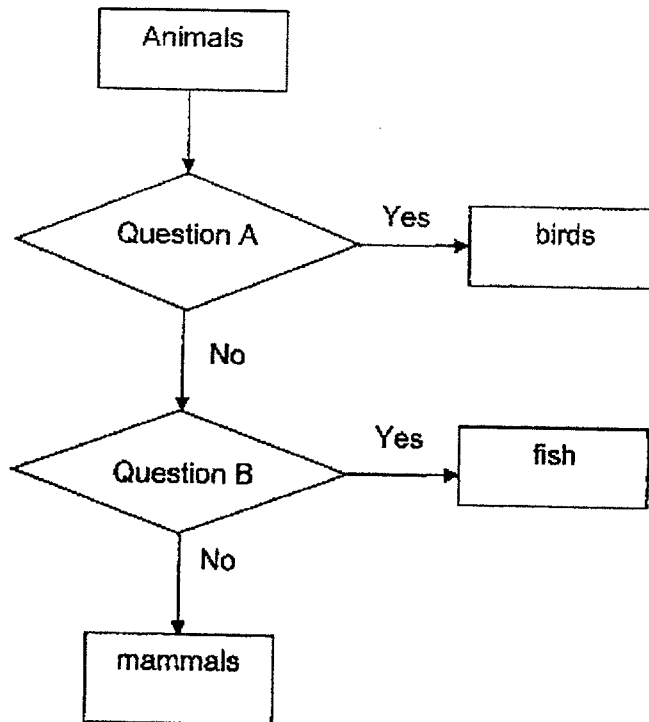 Animals
Question A
Yes
birds
No
Question B
Yes
fish
No
mammals